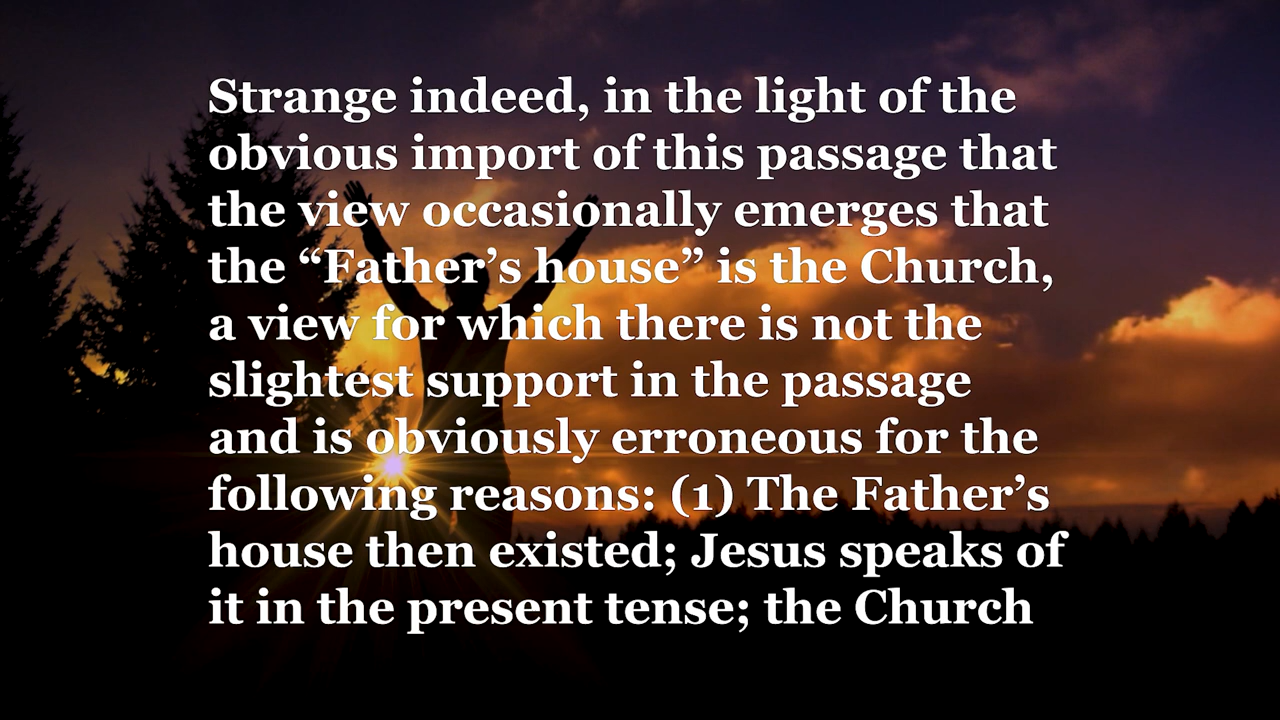 Strange indeed, in the light of the
obvious import of this passage that
the view occasionally emerges that
the “Father’s house” is the Church,
a view for which there is not the
slightest support in the passage
and is obviously erroneous for the
following reasons: (1) The Father’s
house then existed; Jesus speaks of
it in the present tense; the Church